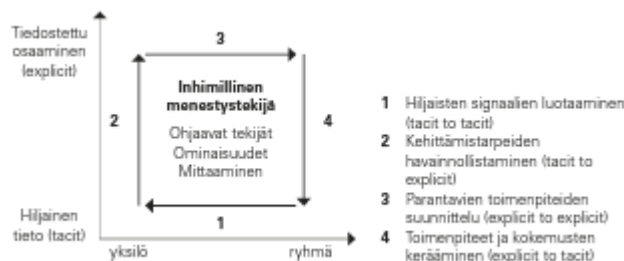 Tiedostettu
osaaminen
(explicit)
3
Inhimillinen
menestystekijä
Ohjaavat tekijät
Ominaisuudet
Mittaaminen
2
4
1
Hiljainen
tieto (tacit)
yksilö
ryhmä
1 Hiljaisten signaalien luotaaminen
(tacit to tacit)
2 Kehittämistarpeiden
havainnollistaminen (tacit to
explicit)
3 Parantavien toimenpiteiden
suunnittelu (explicit to explicit)
4 Toimenpiteet ja kokemusten
kerääminen (explicit to tacit)